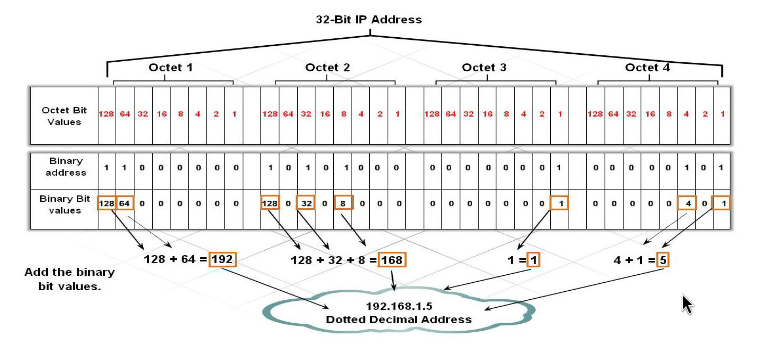 32-Bit IP Address
Octet 1 Octet 2 Octet 3 Octet 4
Octet Bit Values 128 64 32 16 8 4 2 1 128 64 32 16 8 4 2 1 128 64 32 16 8 4 2 1 128 64 32 16 8 4 2 1
Binary address 1 1 0 0 0 0 0 0 1 0 1 0 1 0 0 0 0 0 0 0 0 0 0 1 0 0 0 0 0 1 0 1
Binary Bit values 128 64 0 0 0 0 0 0 128 0 32 0 8 0 0 0 0 0 0 0 0 0 0 1 0 0 0 0 0 4 0 1
128 + 64 = 192 128 + 32 + 8 = 168 1 = 1 4 + 1 = 5
Add the binary
bit values.
192.168.1.5
Dotted Decimal Address